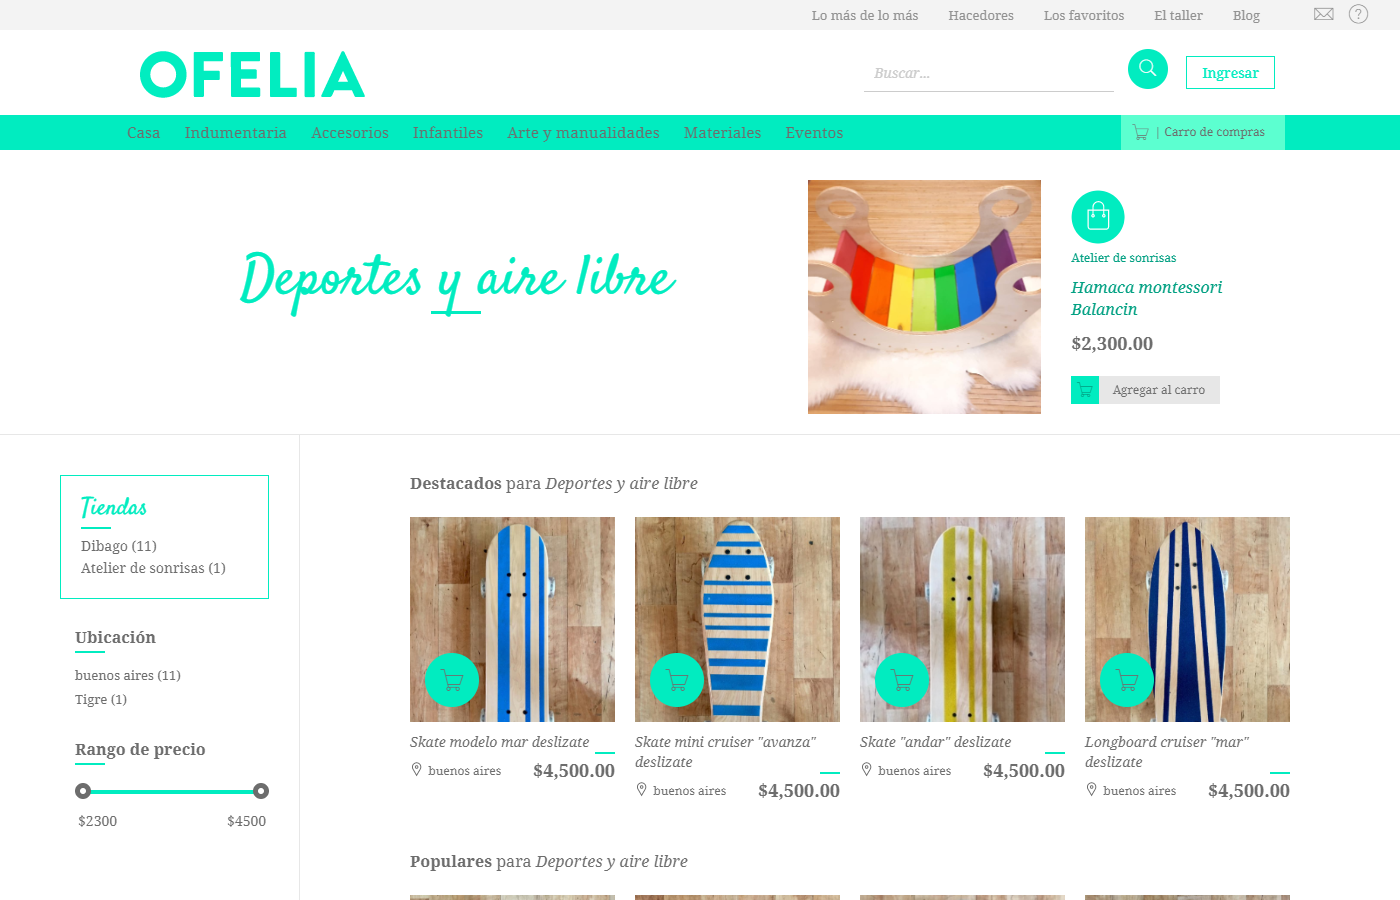 Lo más de lo más Hacedores Los favoritos El taller Blog
OFELIA
Buscar...
Ingresar
Casa Indumentaria Accesorios Infantiles Arte y manualidades Materiales Eventos
| Carro de compras
Deportes y aire libre
Atelier de sonrisas
Hamaca montessori
Balancin
$2,300.00
Agregar al carro
Tiendas
Dibago (11)
Atelier de sonrisas (1)
Ubicación
buenos aires (11)
Tigre (1)
Rango de precio
$2300 $4500
Destacados para Deportes y aire libre
Skate modelo mar deslizate
buenos aires $4,500.00
Skate mini cruiser "avanza"
deslizate
buenos aires $4,500.00
Skate "andar" deslizate
buenos aires $4,500.00
Longboard cruiser "mar"
deslizate
buenos aires $4,500.00
Populares para Deportes y aire libre